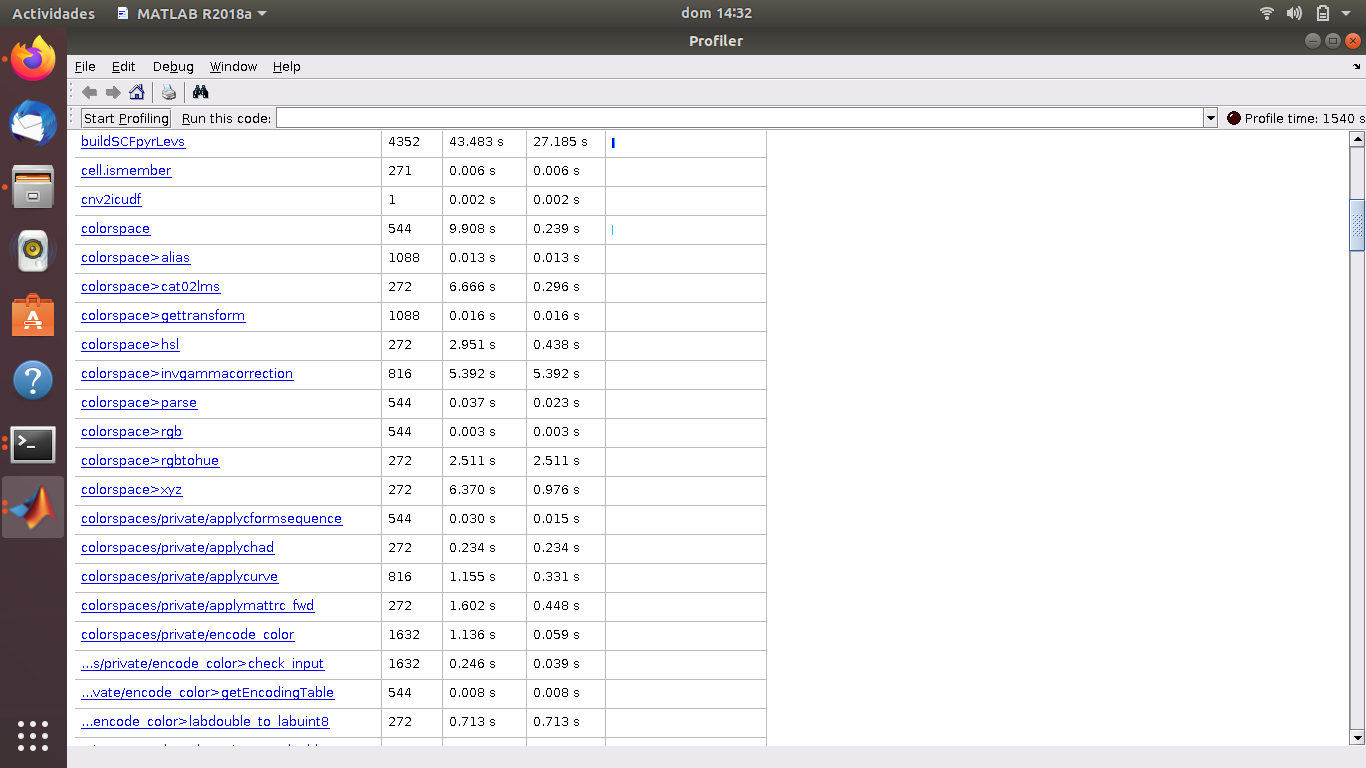 Actividades MATLAB R2018a dom 14:32
Profiler
File Edit Debug Window Help
Start Profiling Run this code: Profile time: 1540 s
buildSCFpyrLevs 4352 43.483 s 27.185 s
cell.ismember 271 0.006 s 0.006 s
cnv2icudf 1 0.002 s 0.002 s
colorspace 544 9.908 s 0.239 s
colorspace>alias 1088 0.013 s 0.013 s
colorspace>cat02lms 272 6.666 s 0.296 s
colorspace>gettransform 1088 0.016 s 0.016 s
colorspace>hsl 272 2.951 s 0.438 s
colorspace>invgammacorrection 816 5.392 s 5.392 s
colorspace>parse 544 0.037 s 0.023 s
colorspace>rgb 544 0.003 s 0.003 s
colorspace>rgbtohue 272 2.511 s 2.511 s
colorspace>xyz 272 6.370 s 0.976 s
colorspaces/private/applycformsequence 544 0.030 s 0.015 s
colorspaces/private/applychad 272 0.234 s 0.234 s
colorspaces/private/applycurve 816 1.155 s 0.331 s
colorspaces/private/applymattrc_fwd 272 1.602 s 0.448 s
colorspaces/private/encode_color 1632 1.136 s 0.059 s
...s/private/encode_color>check_input 1632 0.246 s 0.039 s
...vate/encode_color>getEncodingTable 544 0.008 s 0.008 s
...encode_color>labdouble_to_labuint8 272 0.713 s 0.713 s